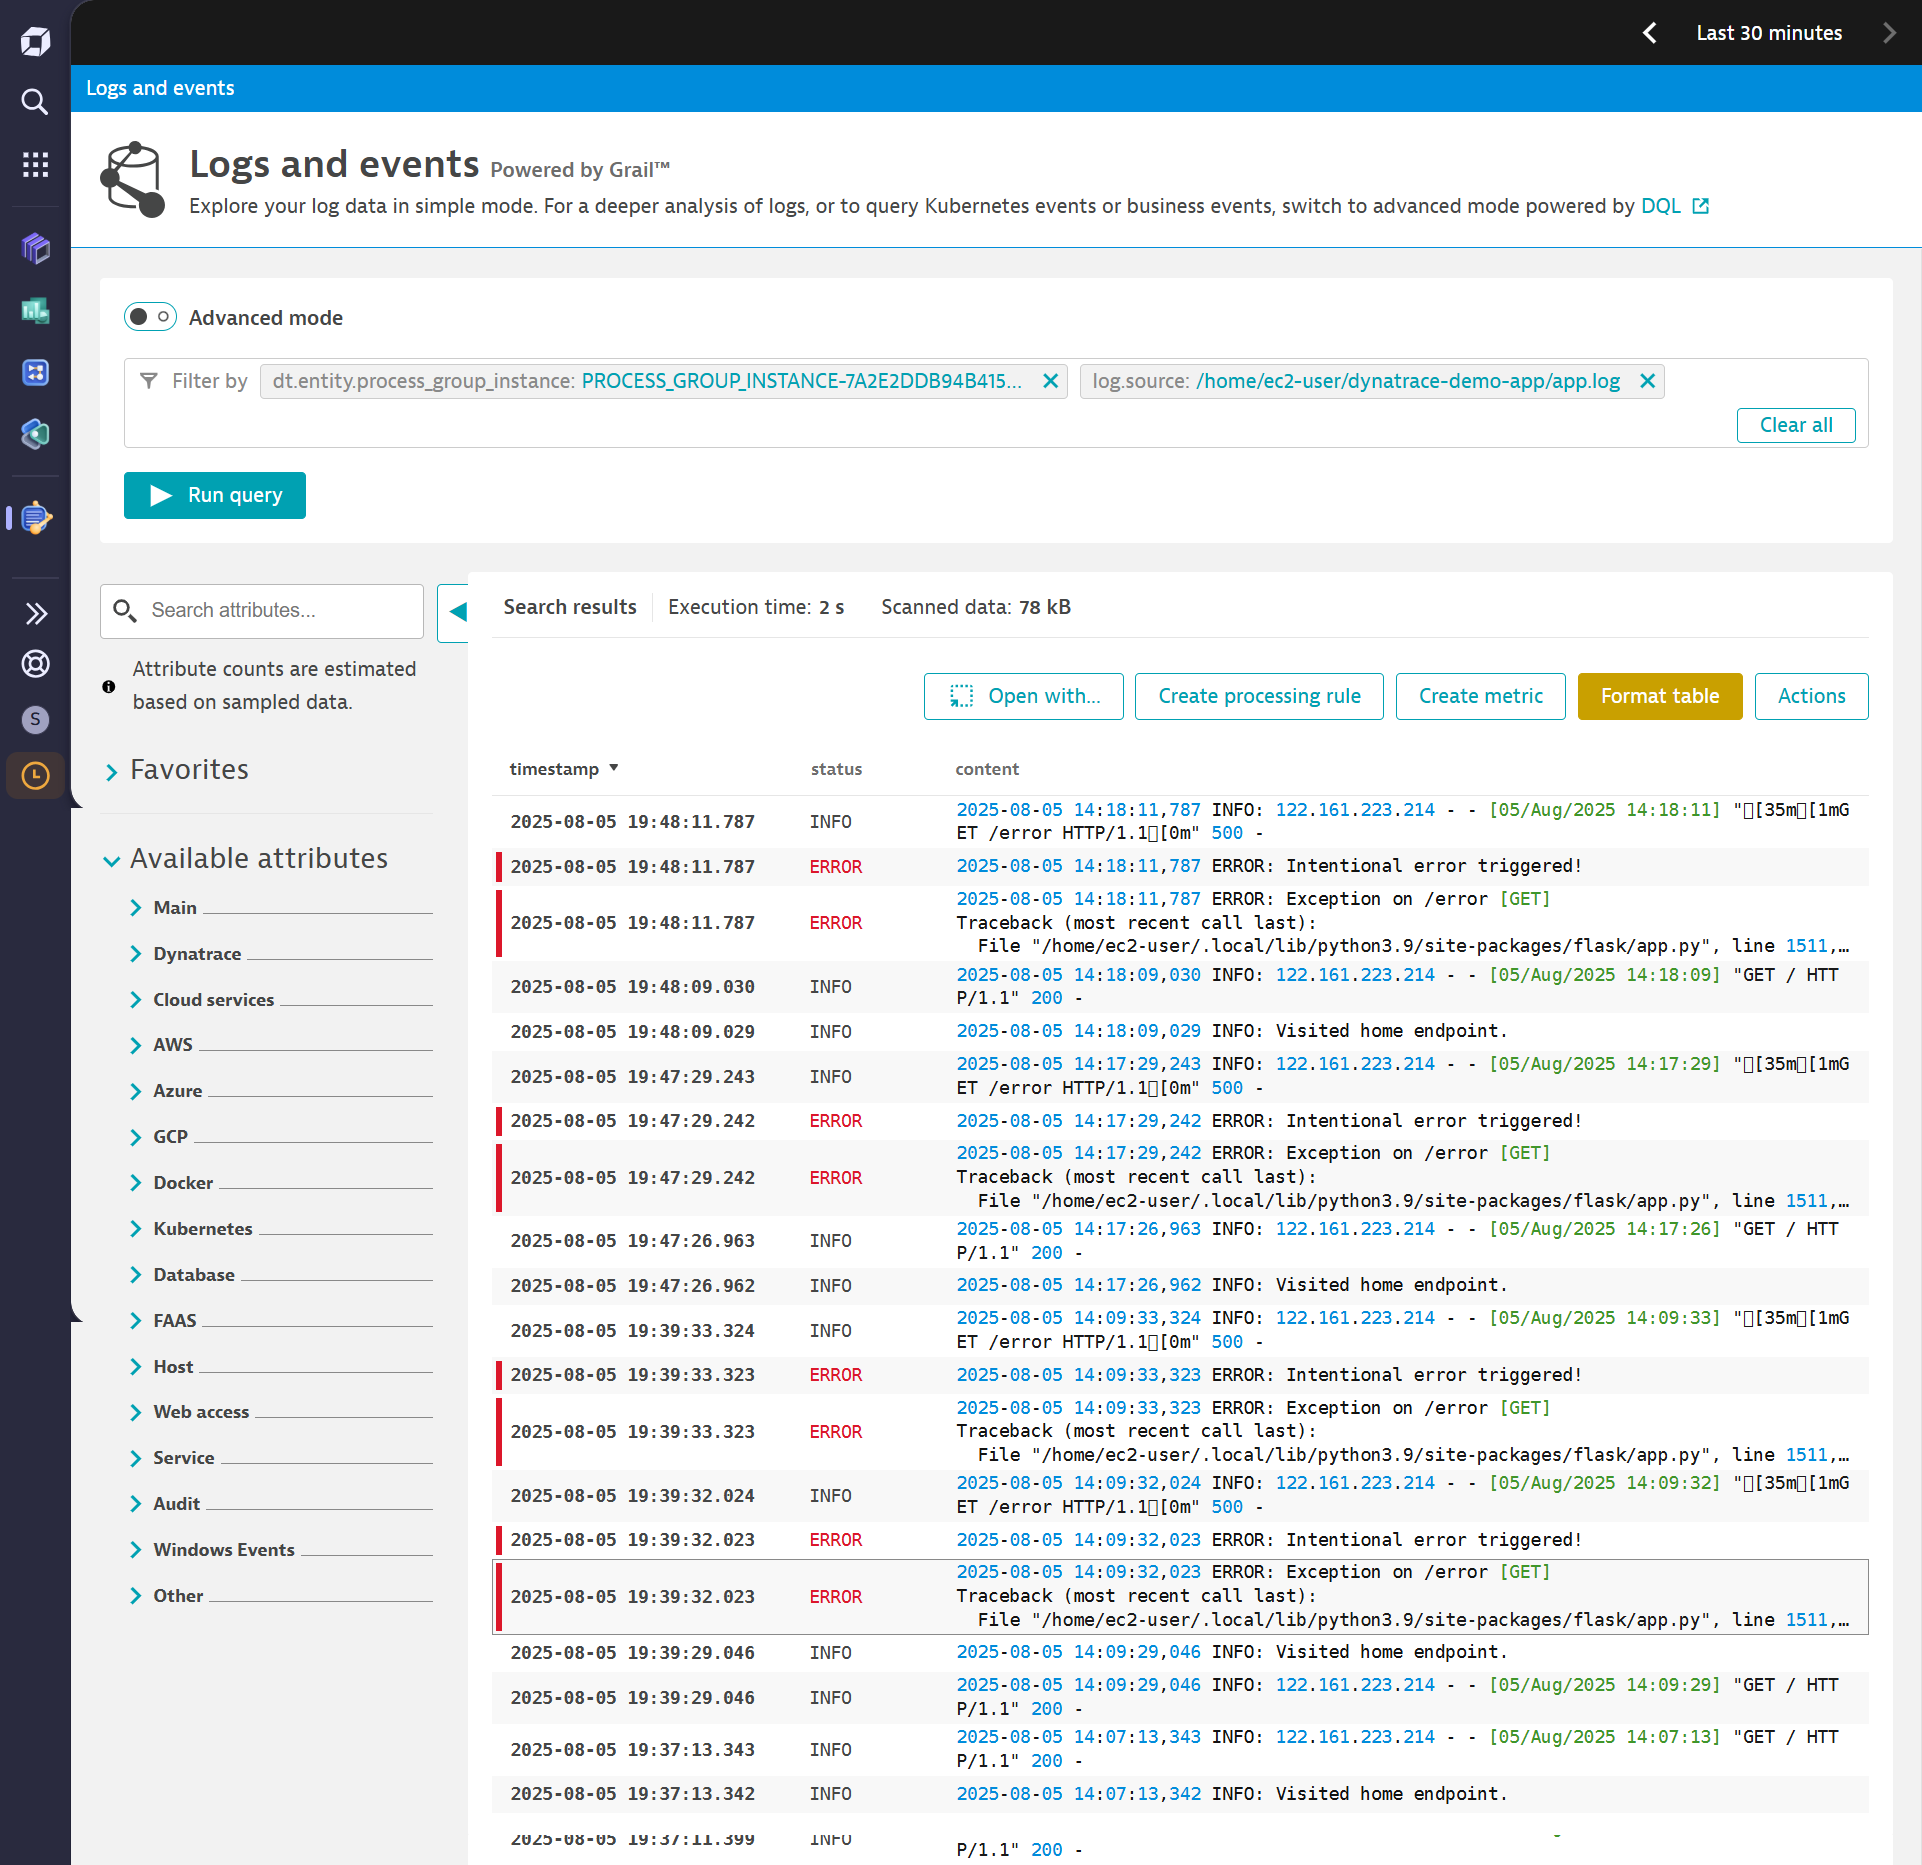 Last 30 minutes
Logs and events
Logs and events Powered by Grail™
Explore your log data in simple mode. For a deeper analysis of logs, or to query Kubernetes events or business events, switch to advanced mode powered by DQL
Advanced mode
Filter by dt.entity.process_group_instance: PROCESS_GROUP_INSTANCE-7A2E2DDB94B415... log.source: /home/ec2-user/dynatrace-demo-app/app.log
Clear all
Run query
S
Search attributes...
Attribute counts are estimated
based on sampled data.
Favorites
Available attributes
Main
Dynatrace
Cloud services
AWS
Azure
GCP
Docker
Kubernetes
Database
FAAS
Host
Web access
Service
Audit
Windows Events
Other
Search results Execution time: 2 s Scanned data: 78 kB
Open with... Create processing rule Create metric Format table Actions
timestamp status content
2025-08-05 19:48:11.787 INFO 2025-08-05 14:18:11,787 INFO: 122.161.223.214 - - [05/Aug/2025 14:18:11] "▯[35m▯[1mG
ET /error HTTP/1.1▯[0m" 500 -
2025-08-05 19:48:11.787 ERROR 2025-08-05 14:18:11,787 ERROR: Intentional error triggered!
2025-08-05 19:48:11.787 ERROR 2025-08-05 14:18:11,787 ERROR: Exception on /error [GET]
Traceback (most recent call last):
File "/home/ec2-user/.local/lib/python3.9/site-packages/flask/app.py", line 1511,…
2025-08-05 19:48:09.030 INFO 2025-08-05 14:18:09,030 INFO: 122.161.223.214 - - [05/Aug/2025 14:18:09] "GET / HTT
P/1.1" 200 -
2025-08-05 19:48:09.029 INFO 2025-08-05 14:18:09,029 INFO: Visited home endpoint.
2025-08-05 19:47:29.243 INFO 2025-08-05 14:17:29,243 INFO: 122.161.223.214 - - [05/Aug/2025 14:17:29] "▯[35m▯[1mG
ET /error HTTP/1.1▯[0m" 500 -
2025-08-05 19:47:29.242 ERROR 2025-08-05 14:17:29,242 ERROR: Intentional error triggered!
2025-08-05 19:47:29.242 ERROR 2025-08-05 14:17:29,242 ERROR: Exception on /error [GET]
Traceback (most recent call last):
File "/home/ec2-user/.local/lib/python3.9/site-packages/flask/app.py", line 1511,…
2025-08-05 19:47:26.963 INFO 2025-08-05 14:17:26,963 INFO: 122.161.223.214 - - [05/Aug/2025 14:17:26] "GET / HTT
P/1.1" 200 -
2025-08-05 19:47:26.962 INFO 2025-08-05 14:17:26,962 INFO: Visited home endpoint.
2025-08-05 19:39:33.324 INFO 2025-08-05 14:09:33,324 INFO: 122.161.223.214 - - [05/Aug/2025 14:09:33] "▯[35m▯[1mG
ET /error HTTP/1.1▯[0m" 500 -
2025-08-05 19:39:33.323 ERROR 2025-08-05 14:09:33,323 ERROR: Intentional error triggered!
2025-08-05 19:39:33.323 ERROR 2025-08-05 14:09:33,323 ERROR: Exception on /error [GET]
Traceback (most recent call last):
File "/home/ec2-user/.local/lib/python3.9/site-packages/flask/app.py", line 1511,…
2025-08-05 19:39:32.024 INFO 2025-08-05 14:09:32,024 INFO: 122.161.223.214 - - [05/Aug/2025 14:09:32] "▯[35m▯[1mG
ET /error HTTP/1.1▯[0m" 500 -
2025-08-05 19:39:32.023 ERROR 2025-08-05 14:09:32,023 ERROR: Intentional error triggered!
2025-08-05 19:39:32.023 ERROR 2025-08-05 14:09:32,023 ERROR: Exception on /error [GET]
Traceback (most recent call last):
File "/home/ec2-user/.local/lib/python3.9/site-packages/flask/app.py", line 1511,…
2025-08-05 19:39:29.046 INFO 2025-08-05 14:09:29,046 INFO: Visited home endpoint.
2025-08-05 19:39:29.046 INFO 2025-08-05 14:09:29,046 INFO: 122.161.223.214 - - [05/Aug/2025 14:09:29] "GET / HTT
P/1.1" 200 -
2025-08-05 19:37:13.343 INFO 2025-08-05 14:07:13,343 INFO: 122.161.223.214 - - [05/Aug/2025 14:07:13] "GET / HTT
P/1.1" 200 -
2025-08-05 19:37:13.342 INFO 2025-08-05 14:07:13,342 INFO: Visited home endpoint.
2025-08-05 19:37:11.399 INFO
P/1.1" 200 -